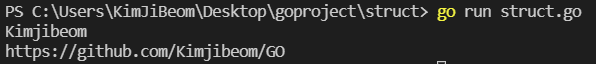 PS C:\Users\KimJiBeom\Desktop\goproject\struct> go run struct.go
Kimjibeom
https://github.com/Kimjibeom/GO